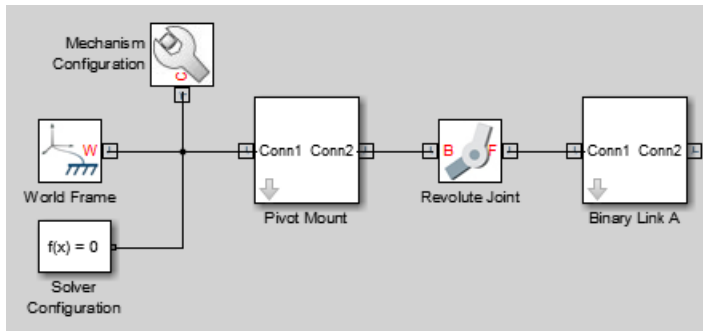 Mechanism
Configuration
C
W
World Frame
Conn1 Conn2
Pivot Mount
B F
Revolute Joint
Conn1 Conn2
Binary Link A
f(x) = 0
Solver
Configuration